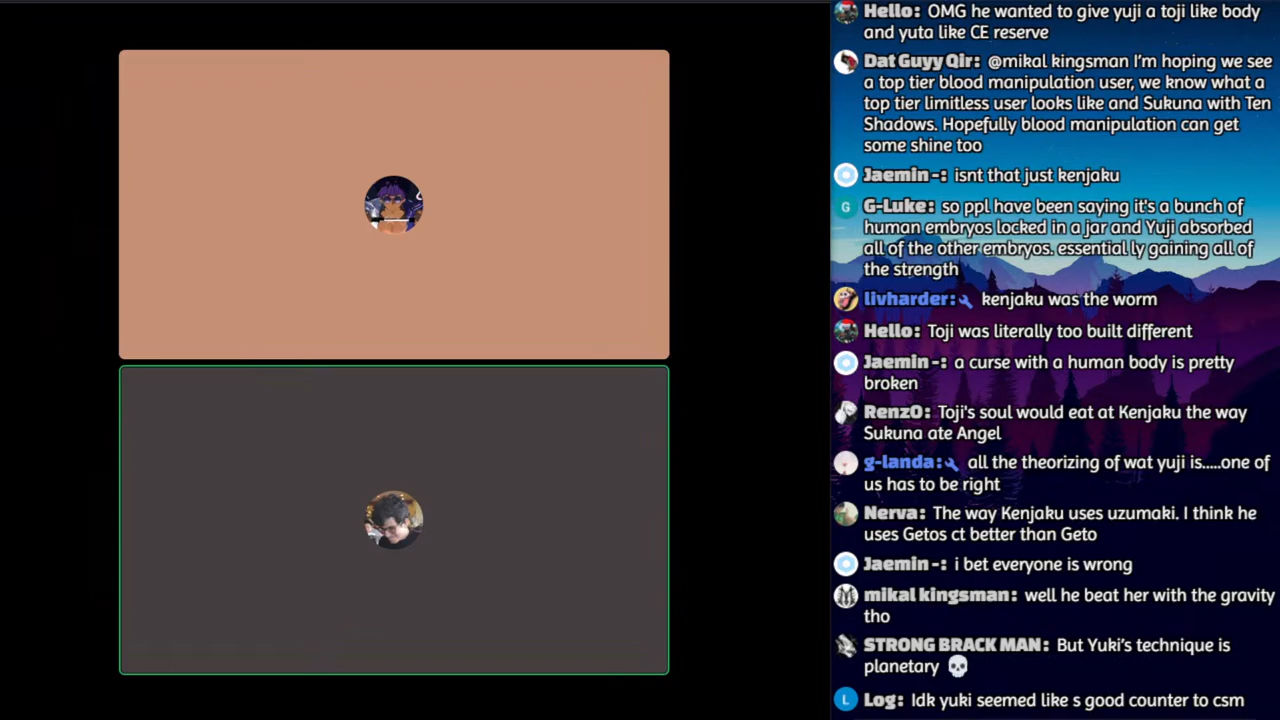 Hello: OMG he wanted to give yuji a toji like body
and yuta like CE reserve
Dat Guyy Qir: @mikal kingsman I’m hoping we see
a top tier blood manipulation user, we know what a
top tier limitless user looks like and Sukuna with Ten
Shadows. Hopefully blood manipulation can get
some shine too
Jaemin -: isnt that just kenjaku
G
G-Luke: so ppl have been saying it's a bunch of
human embryos locked in a jar and Yuji absorbed
all of the other embryos. essential ly gaining all of
the strength
livharder: kenjaku was the worm
Hello: Toji was literally too built different
Jaemin -: a curse with a human body is pretty
broken
RenzO: Toji's soul would eat at Kenjaku the way
Sukuna ate Angel
g-landa: all the theorizing of wat yuji is.....one of
us has to be right
Nerva: The way Kenjaku uses uzumaki. I think he
uses Getos ct better than Geto
Jaemin -: i bet everyone is wrong
mikal kingsman: well he beat her with the gravity
tho
STRONG BRACK MAN: But Yuki’s technique is
planetary 💀
L
Log: Idk yuki seemed like s good counter to csm